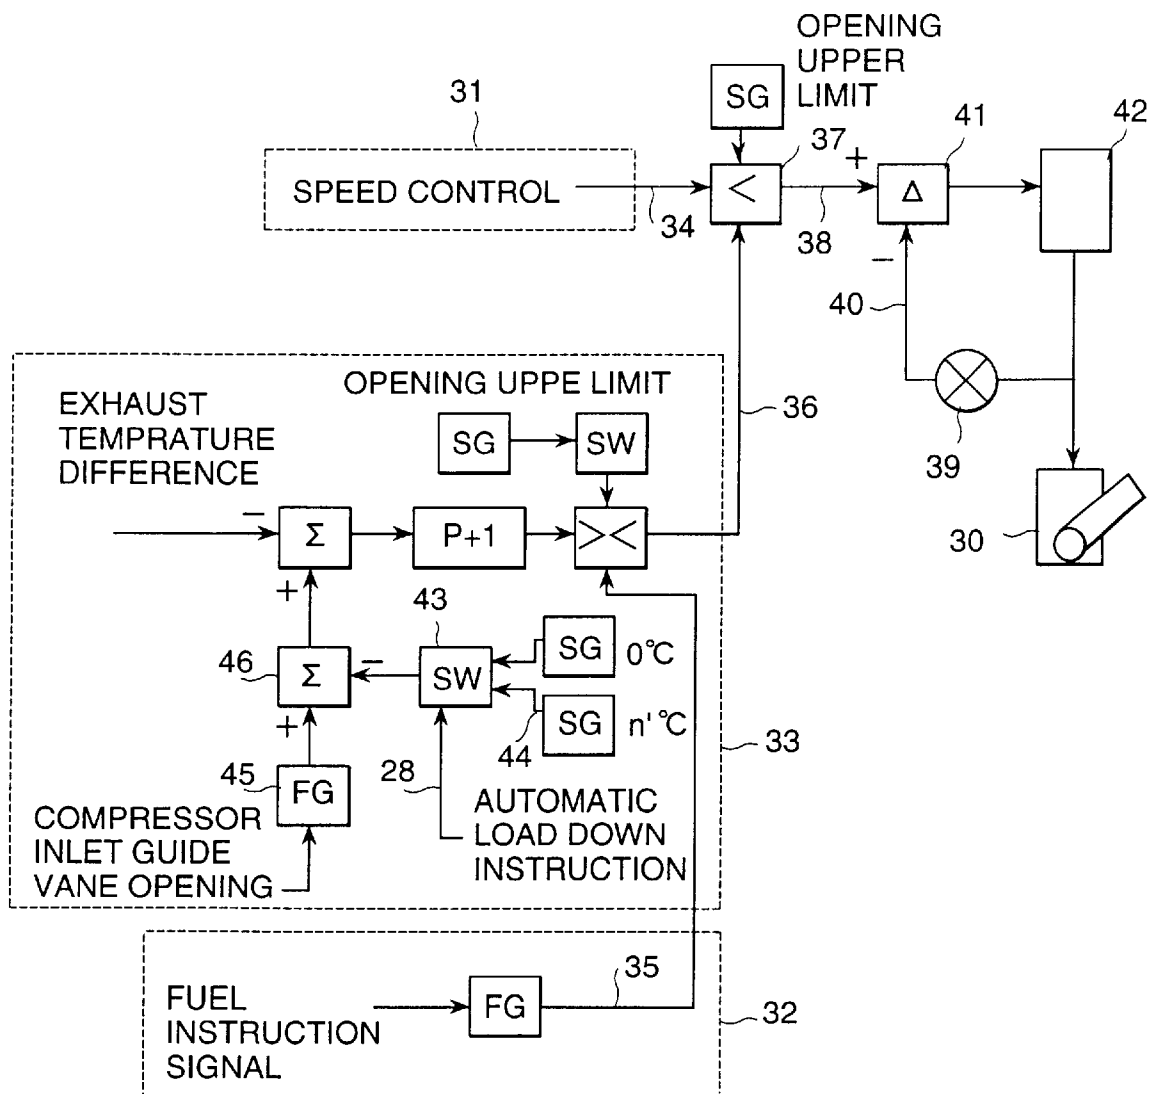 OPENING
UPPER
LIMIT
31
SG
37
41
42
SPEED CONTROL
<
+
Δ
34
38
−
40
39
30
36
OPENING UPPE LIMIT
EXHAUST
TEMPRATURE
DIFFERENCE
SG
SW
−
Σ
P+1
><
+
43
SG
0℃
46
Σ
−
SW
SG
n'℃
+
44
33
45
FG
28
COMPRESSOR
INLET GUIDE
VANE OPENING
AUTOMATIC
LOAD DOWN
INSTRUCTION
35
FUEL
INSTRUCTION
SIGNAL
FG
32